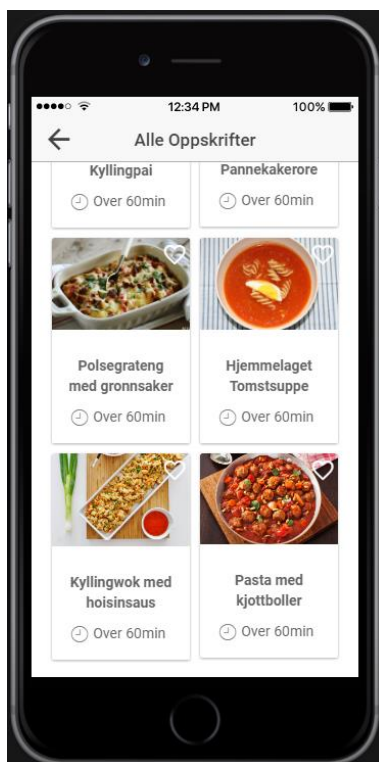 12:34 PM 100%
Alle Oppskrifter
Kyllingpai
Over 60min
Pannekakerore
Over 60min
Polsegrateng
med gronnsaker
Over 60min
Hjemmelaget
Tomstsuppe
Over 60min
Kyllingwok med
hoisinsaus
Over 60min
Pasta med
kjottboller
Over 60min